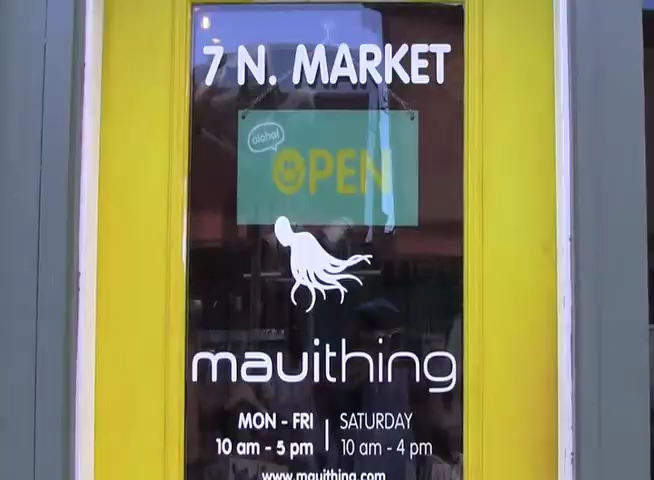 7 N. MARKET
aloha!
OPEN
mauithing
MON - FRI
10 am - 5 pm
SATURDAY
10 am - 4 pm
www.mauithing.com